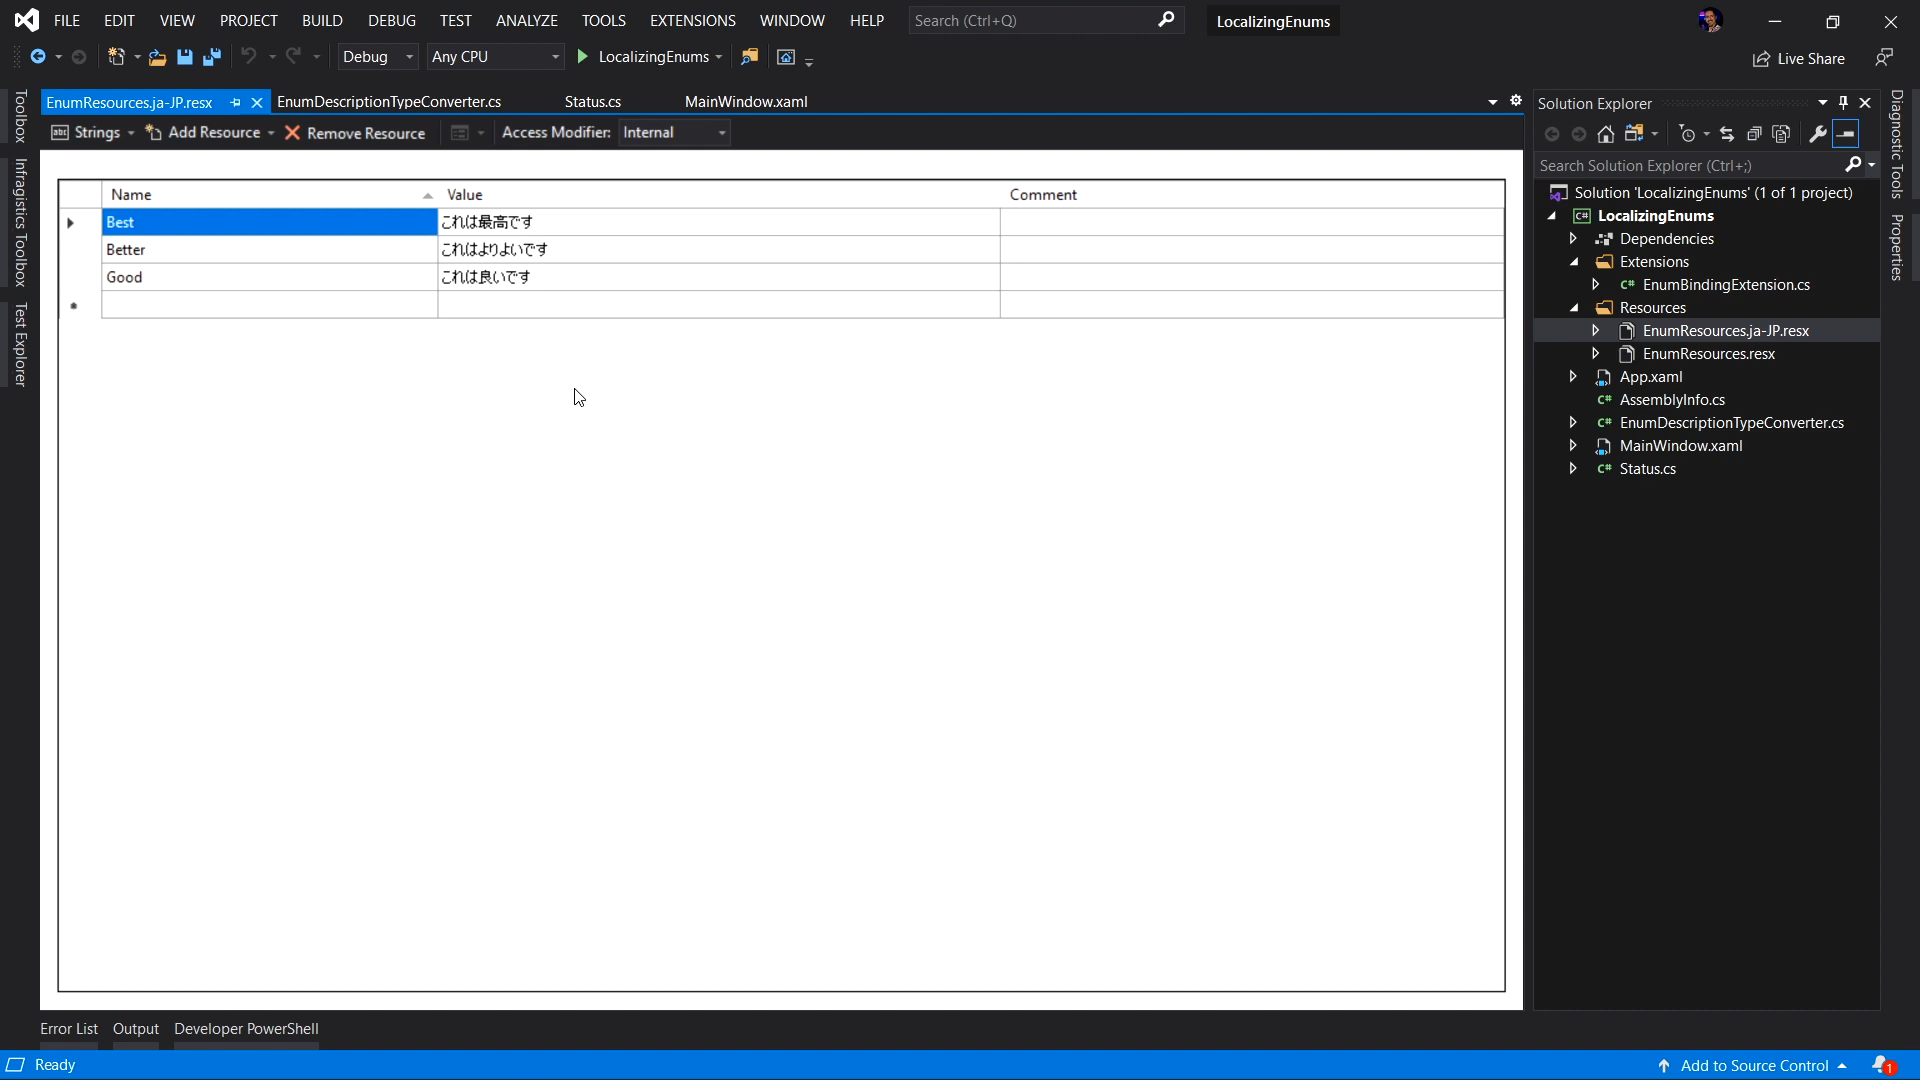 FILE EDIT VIEW PROJECT BUILD DEBUG TEST ANALYZE TOOLS EXTENSIONS WINDOW HELP Search (Ctrl+Q) LocalizingEnums
Debug Any CPU LocalizingEnums Live Share
EnumResources.ja-JP.resx EnumDescriptionTypeConverter.cs Status.cs MainWindow.xaml
Strings Add Resource Remove Resource Access Modifier: Internal
Name Value Comment
Best これは最高です
Better これはよりよいです
Good これは良いです
Toolbox
Infragistics Toolbox
Test Explorer
Solution Explorer
Search Solution Explorer (Ctrl+;)
Solution 'LocalizingEnums' (1 of 1 project)
C# LocalizingEnums
Dependencies
Extensions
C# EnumBindingExtension.cs
Resources
EnumResources.ja-JP.resx
EnumResources.resx
App.xaml
C# AssemblyInfo.cs
C# EnumDescriptionTypeConverter.cs
MainWindow.xaml
C# Status.cs
Diagnostic Tools
Properties
Error List Output Developer PowerShell
Ready Add to Source Control 1